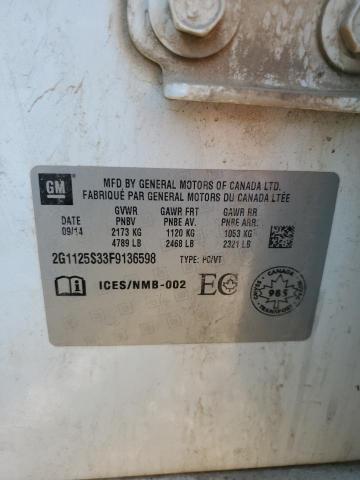 GM
MFD BY GENERAL MOTORS OF CANADA LTD.
FABRIQUÉ PAR GENERAL MOTORS DU CANADA LTÉE
GVWR GAWR FRT GAWR RR
DATE PNBV PNBE AV. PNBE ARR.
09/14 2173 KG 1120 KG 1053 KG
4789 LB 2468 LB 2321 LB
2G1125S33F9136598 TYPE: PC/VT
ICES/NMB-002 EC
CANADA
985
TRANSPORT